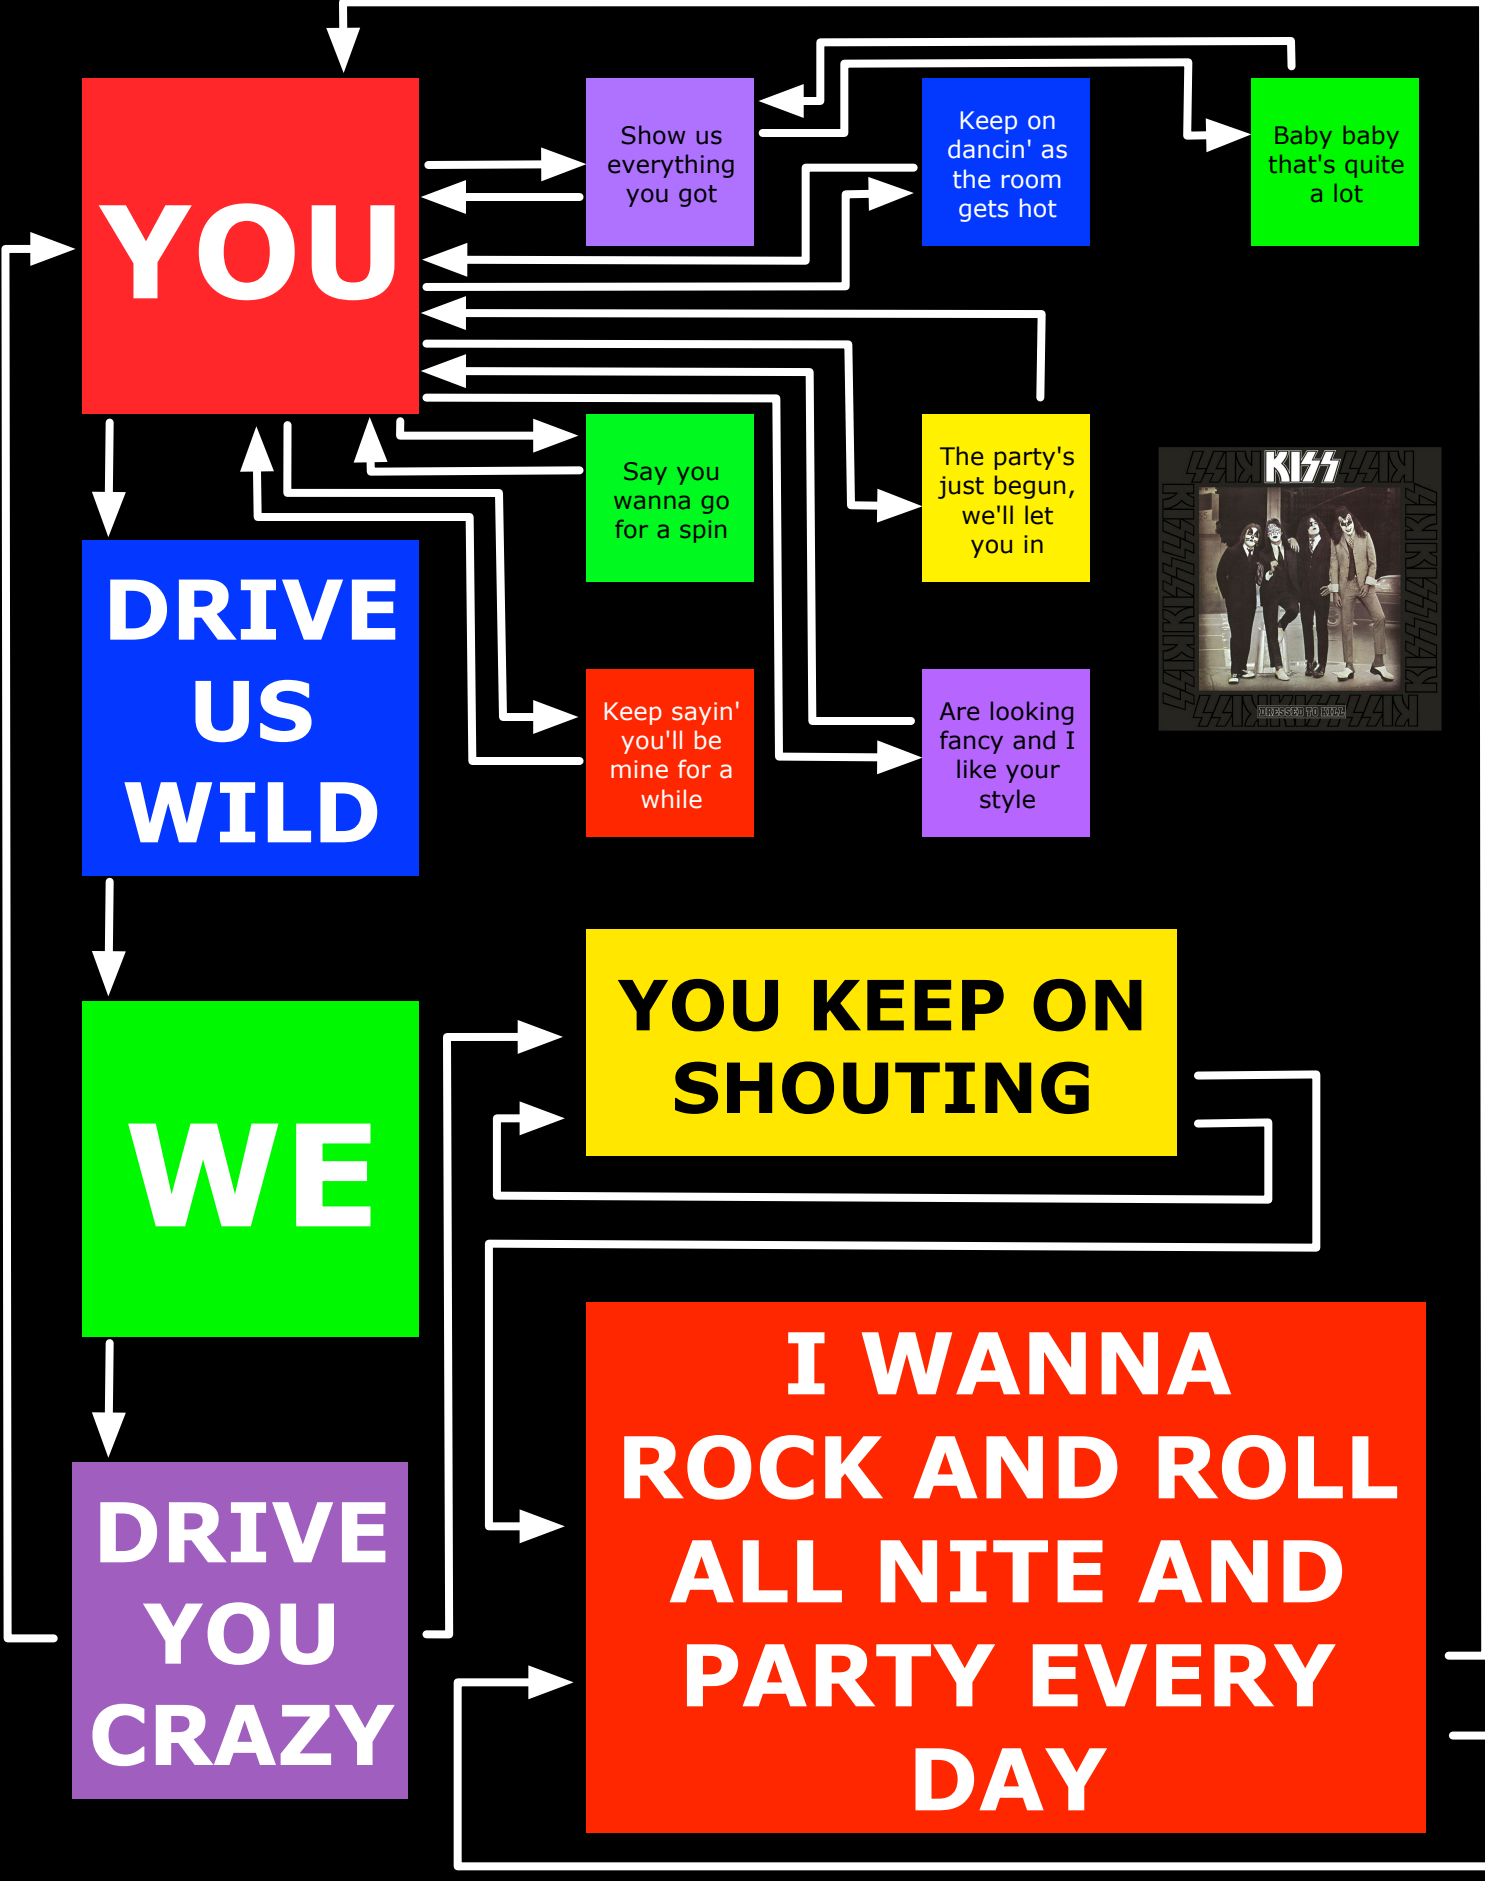 YOU
Show us
everything
you got
Keep on
dancin' as
the room
gets hot
Baby baby
that's quite
a lot
Say you
wanna go
for a spin
The party's
just begun,
we'll let
you in
KISS
DRESSED TO KILL
DRIVE
US
WILD
Keep sayin'
you'll be
mine for a
while
Are looking
fancy and I
like your
style
WE
YOU KEEP ON
SHOUTING
DRIVE
YOU
CRAZY
I WANNA
ROCK AND ROLL
ALL NITE AND
PARTY EVERY
DAY